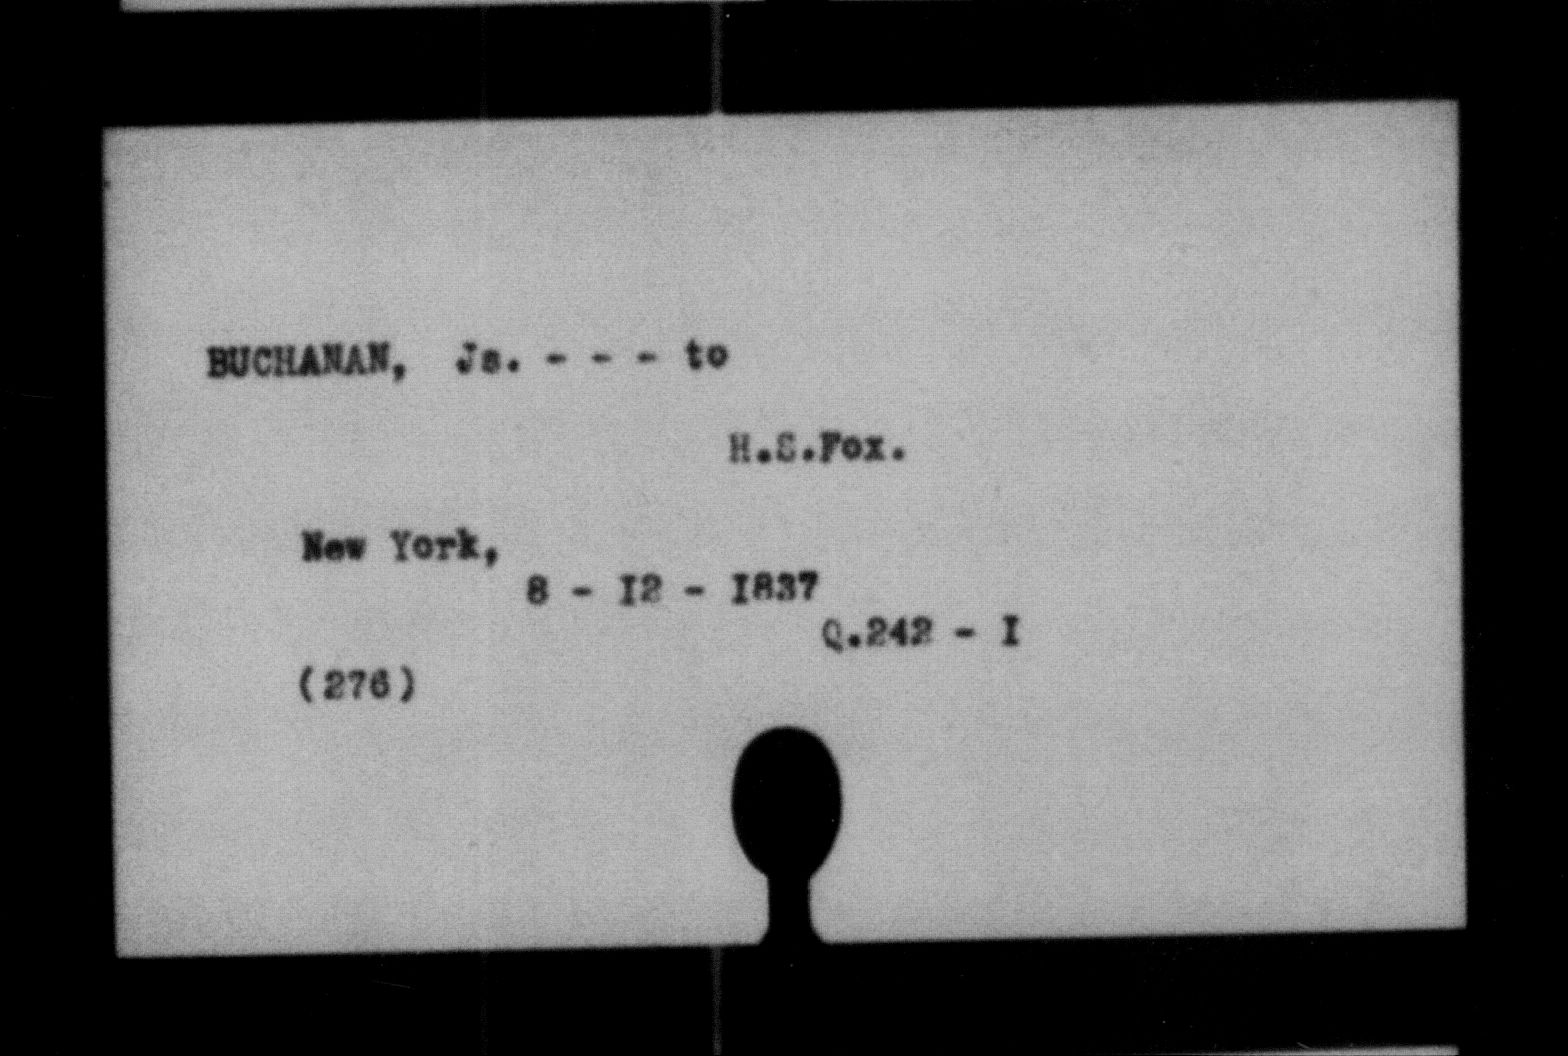 BUCHANAN, Js. - - - to
H.S.Fox.
New York,
8 - I2 - I837
Q.242 - I
(276)